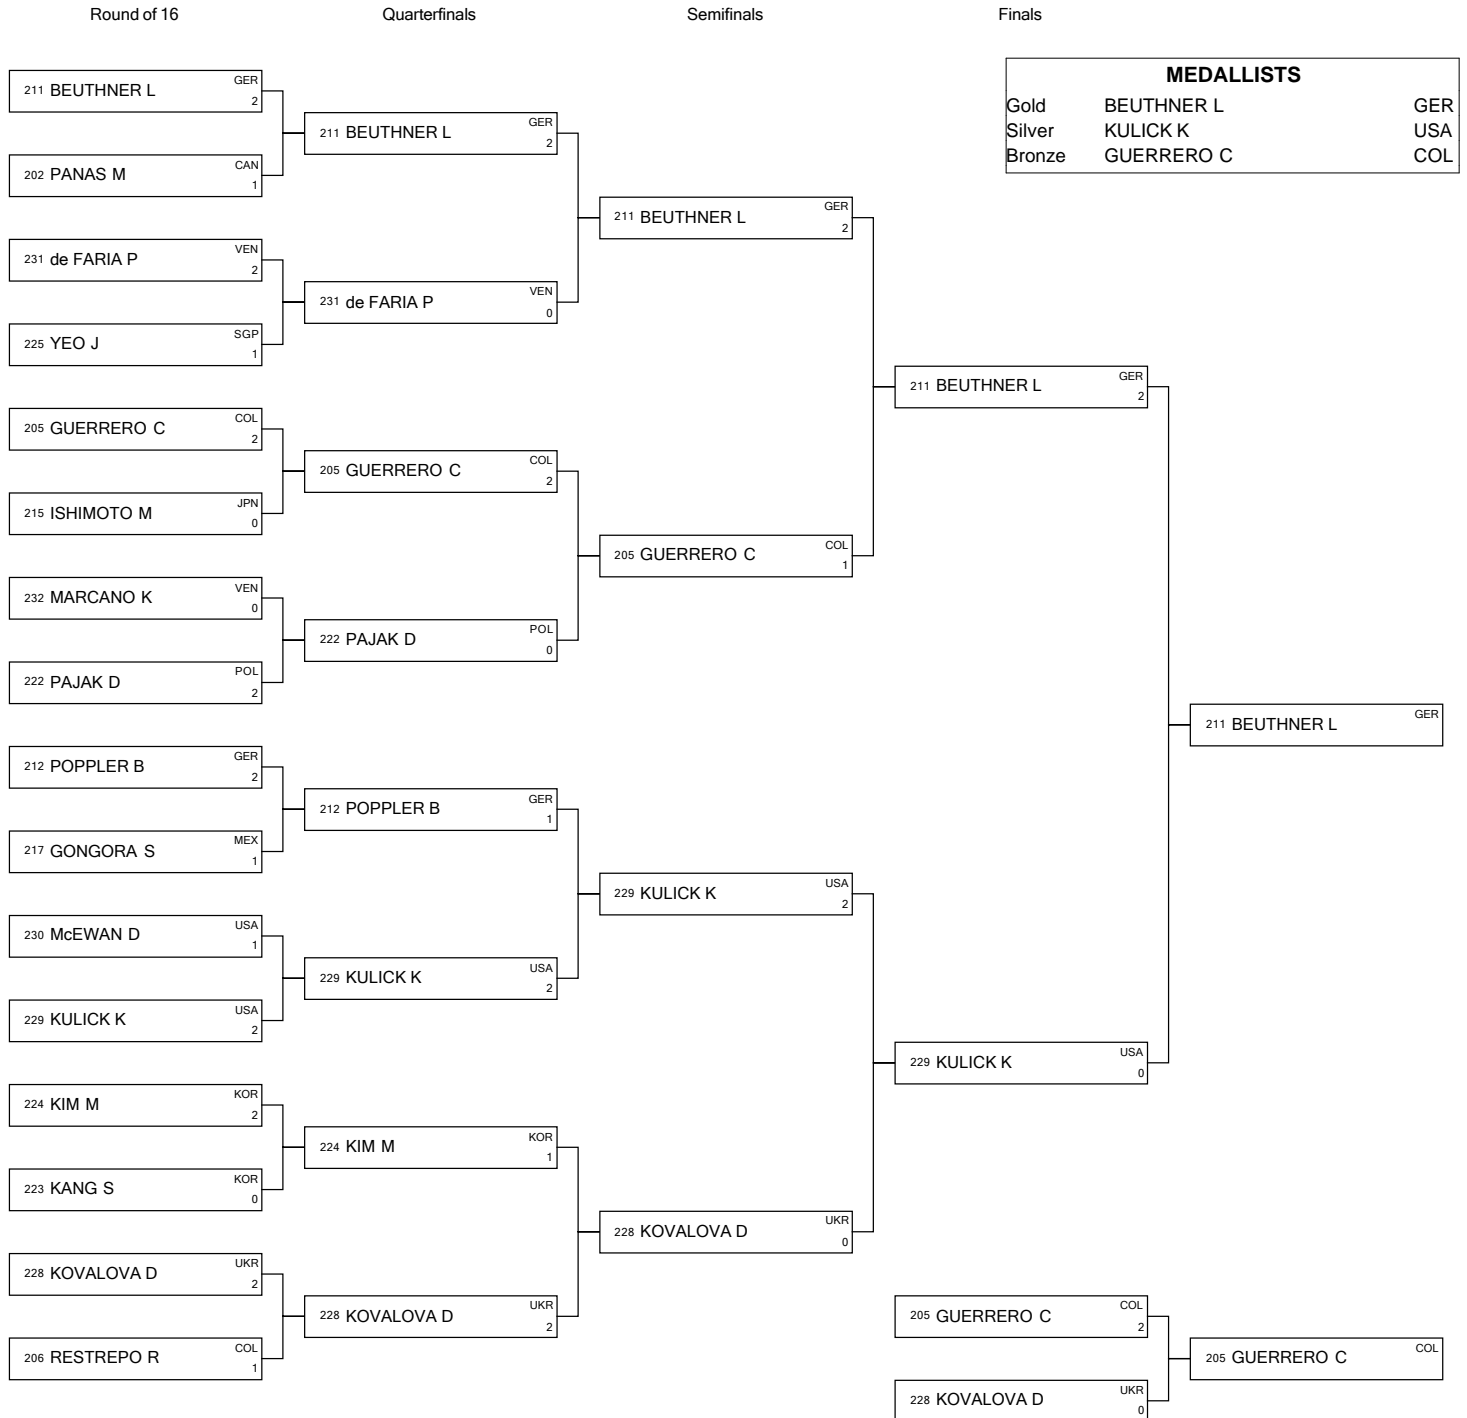 Round of 16
Quarterfinals
Semifinals
Finals
MEDALLISTS
Gold BEUTHNER L GER
Silver KULICK K USA
Bronze GUERRERO C COL
211 BEUTHNER L GER 2
202 PANAS M CAN 1
231 de FARIA P VEN 2
225 YEO J SGP 1
205 GUERRERO C COL 2
215 ISHIMOTO M JPN 0
232 MARCANO K VEN 0
222 PAJAK D POL 2
212 POPPLER B GER 2
217 GONGORA S MEX 1
230 McEWAN D USA 1
229 KULICK K USA 2
224 KIM M KOR 2
223 KANG S KOR 0
228 KOVALOVA D UKR 2
206 RESTREPO R COL 1
211 BEUTHNER L GER 2
231 de FARIA P VEN 0
205 GUERRERO C COL 2
222 PAJAK D POL 0
212 POPPLER B GER 1
229 KULICK K USA 2
224 KIM M KOR 1
228 KOVALOVA D UKR 2
211 BEUTHNER L GER 2
205 GUERRERO C COL 1
229 KULICK K USA 2
228 KOVALOVA D UKR 0
211 BEUTHNER L GER 2
229 KULICK K USA 0
211 BEUTHNER L GER
205 GUERRERO C COL 2
228 KOVALOVA D UKR 0
205 GUERRERO C COL